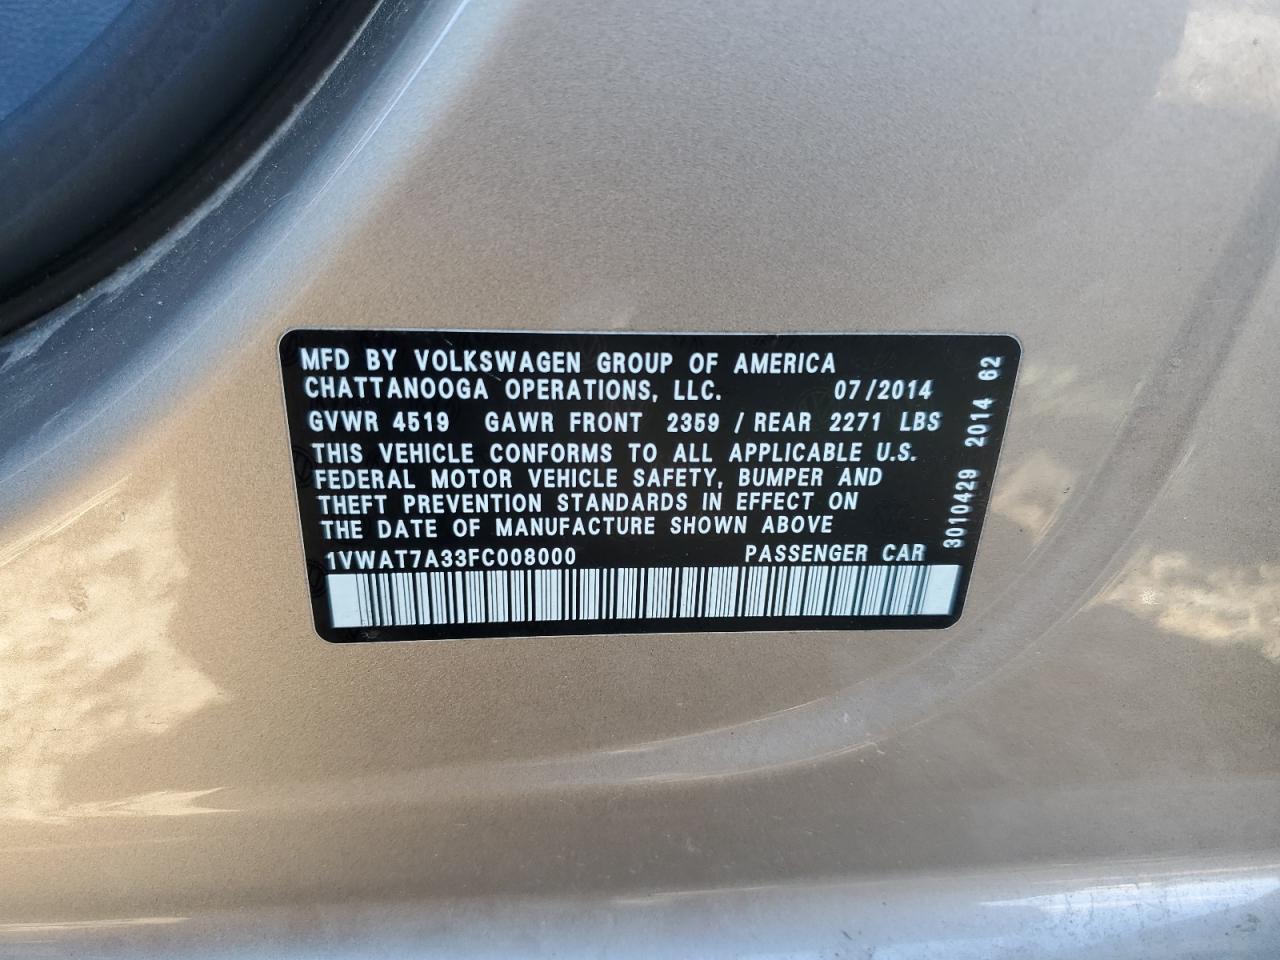 MFD BY VOLKSWAGEN GROUP OF AMERICA
CHATTANOOGA OPERATIONS, LLC. 07/2014
GVWR 4519 GAWR FRONT 2359 / REAR 2271 LBS
THIS VEHICLE CONFORMS TO ALL APPLICABLE U.S.
FEDERAL MOTOR VEHICLE SAFETY, BUMPER AND
THEFT PREVENTION STANDARDS IN EFFECT ON
THE DATE OF MANUFACTURE SHOWN ABOVE
1VWAT7A33FC008000 PASSENGER CAR
3010429 2014 62